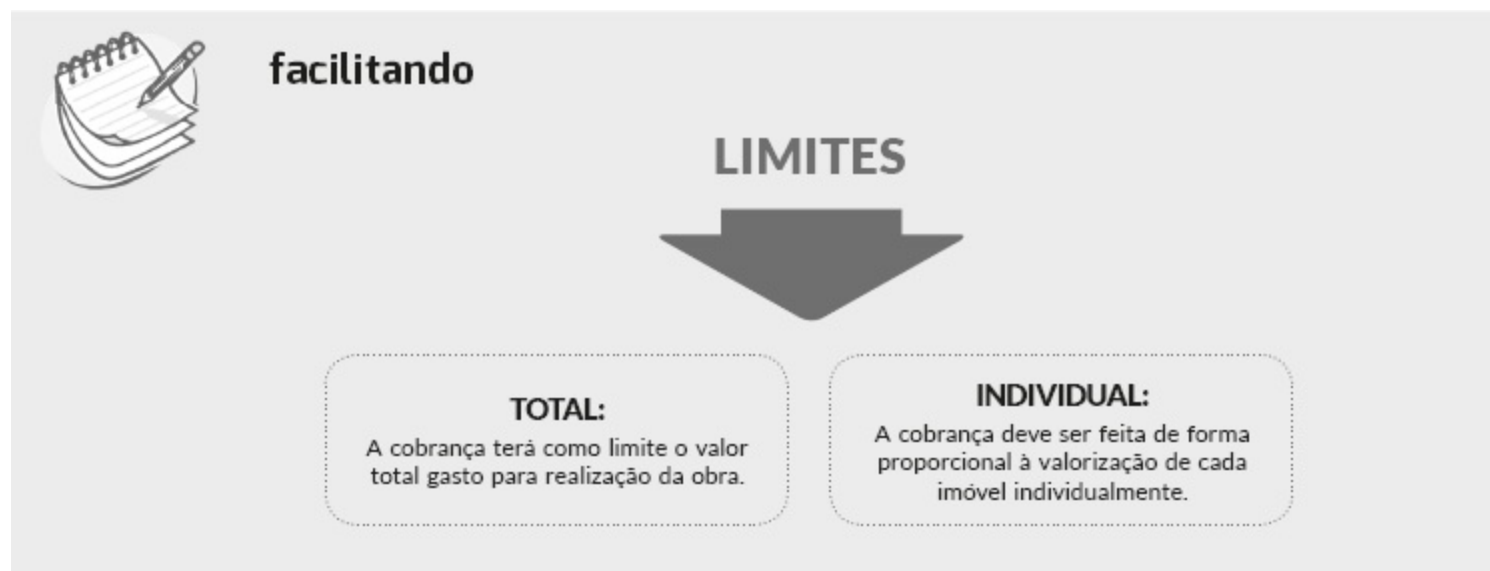 facilitando
LIMITES
TOTAL:
A cobrança terá como limite o valor
total gasto para realização da obra.
INDIVIDUAL:
A cobrança deve ser feita de forma
proporcional à valorização de cada
imóvel individualmente.